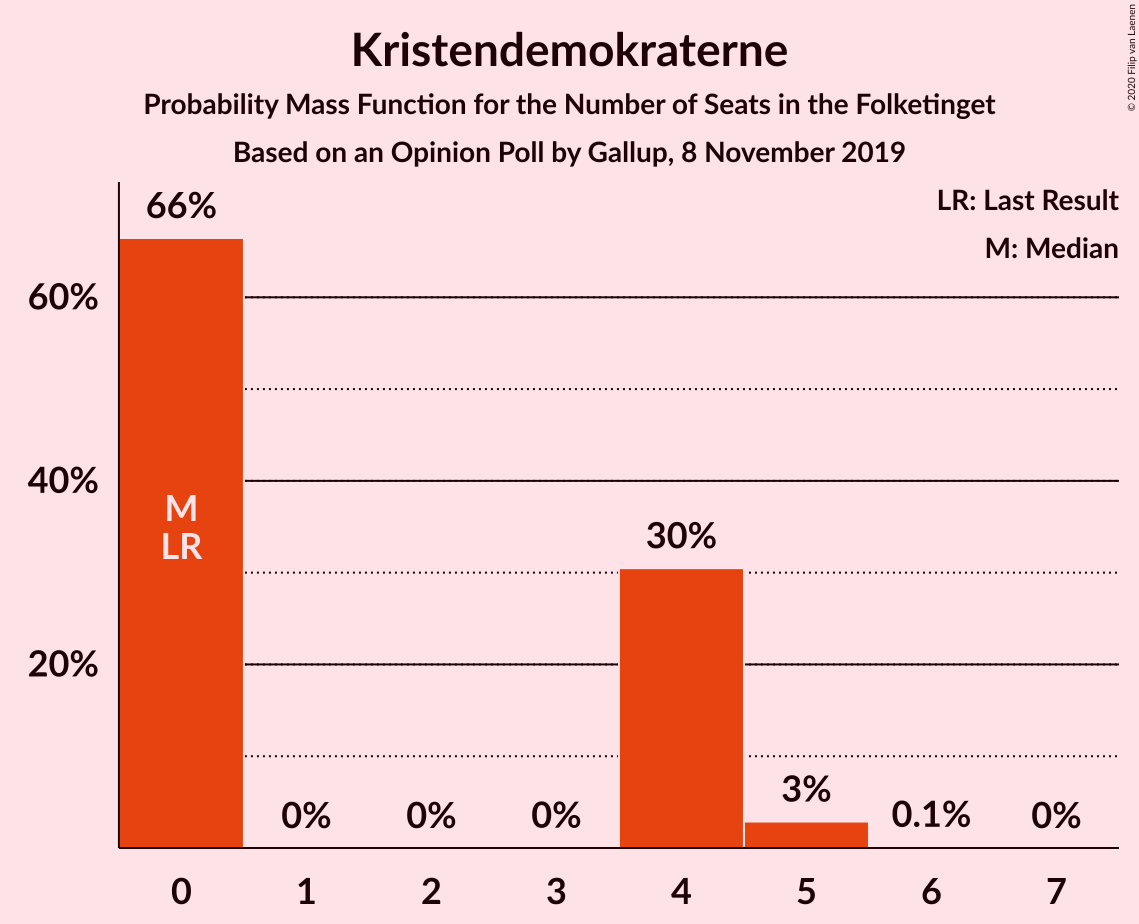 Kristendemokraterne
Probability Mass Function for the Number of Seats in the Folketinget
Based on an Opinion Poll by Gallup, 8 November 2019
© 2020 Filip van Laenen
LR: Last Result
M: Median
66%
60%
40%
20%
M
LR
0%
0%
0%
30%
3%
0.1%
0%
0
1
2
3
4
5
6
7